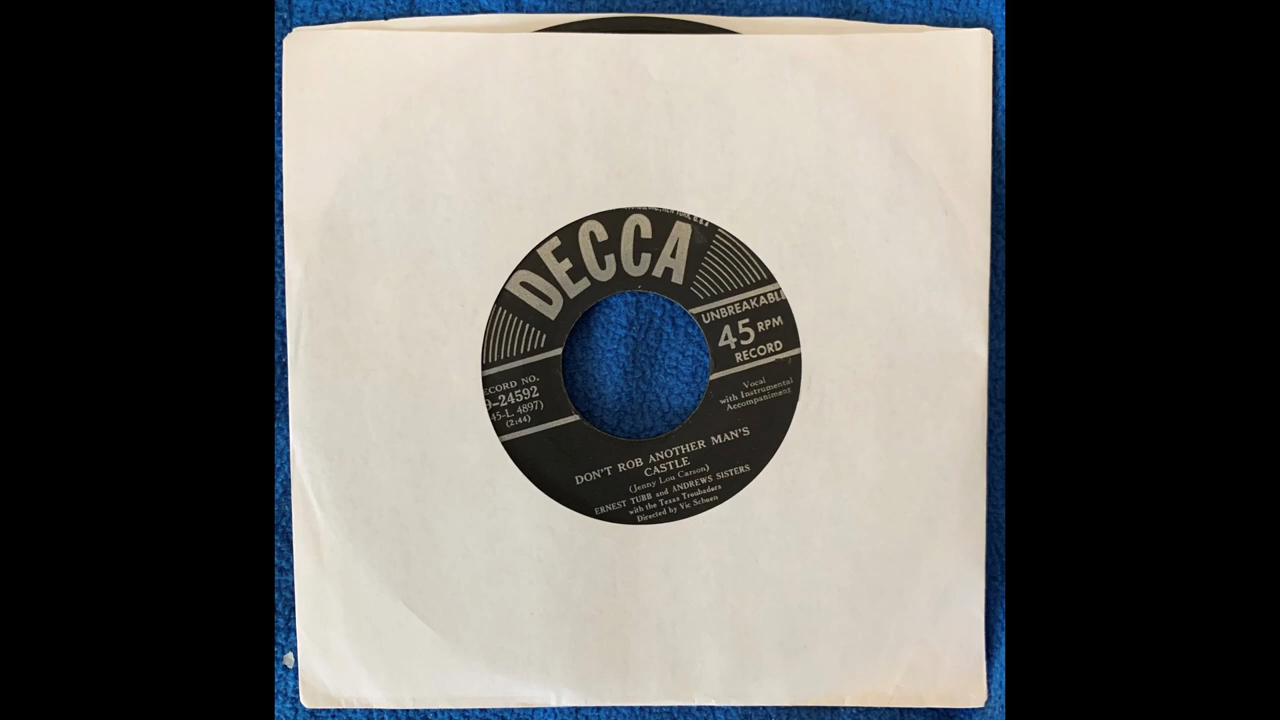 NEW YORK, U.S.A.
DECCA
UNBREAKABLE
45 RPM
RECORD
RECORD NO.
9-24592
(45-L. 4897)
(2:44)
Vocal
with Instrumental
Accompaniment
DON'T ROB ANOTHER MAN'S
CASTLE
(Jenny Lou Carson)
ERNEST TUBB and ANDREWS SISTERS
with the Texas Troubadors
Directed by Vic Schoen